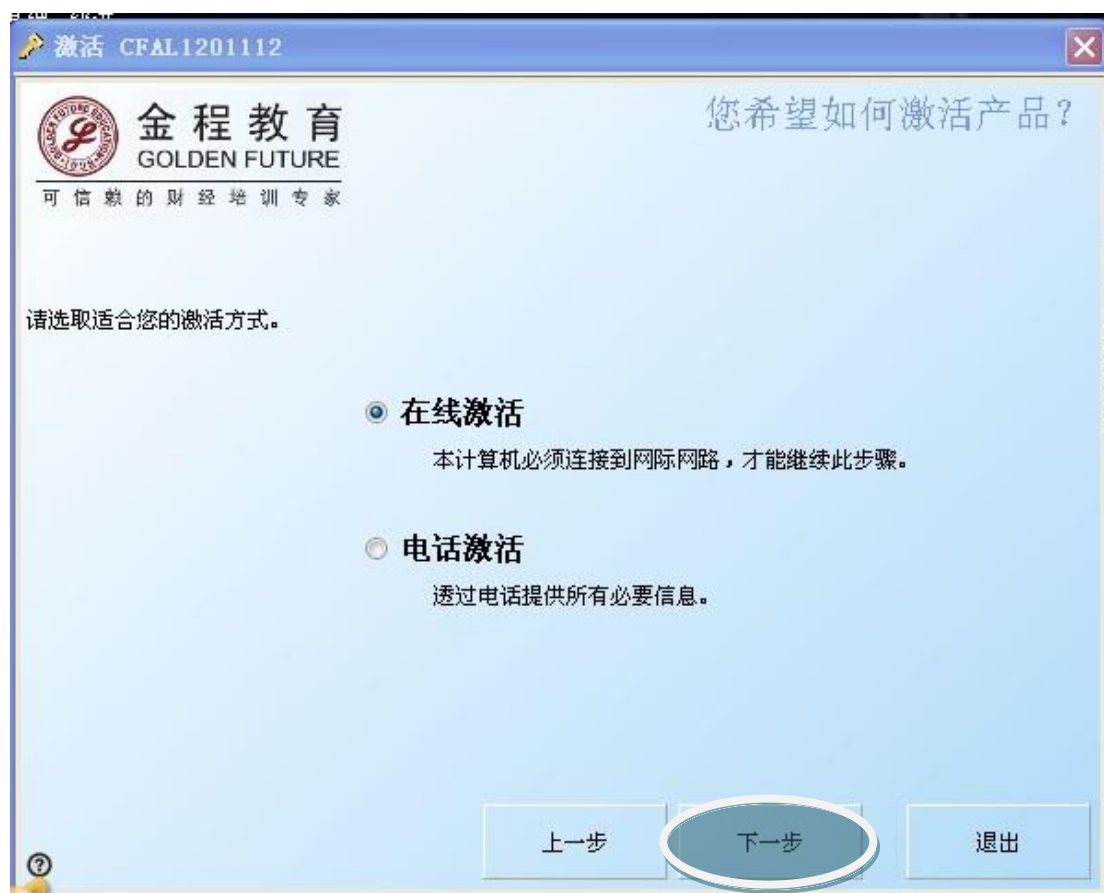 激活 CFAL1201112
金程教育
GOLDEN FUTURE
可信赖的财经培训专家
您希望如何激活产品?
请选取适合您的激活方式。
在线激活
本计算机必须连接到网际网路,才能继续此步骤。
电话激活
透过电话提供所有必要信息。
上一步
下一步
退出